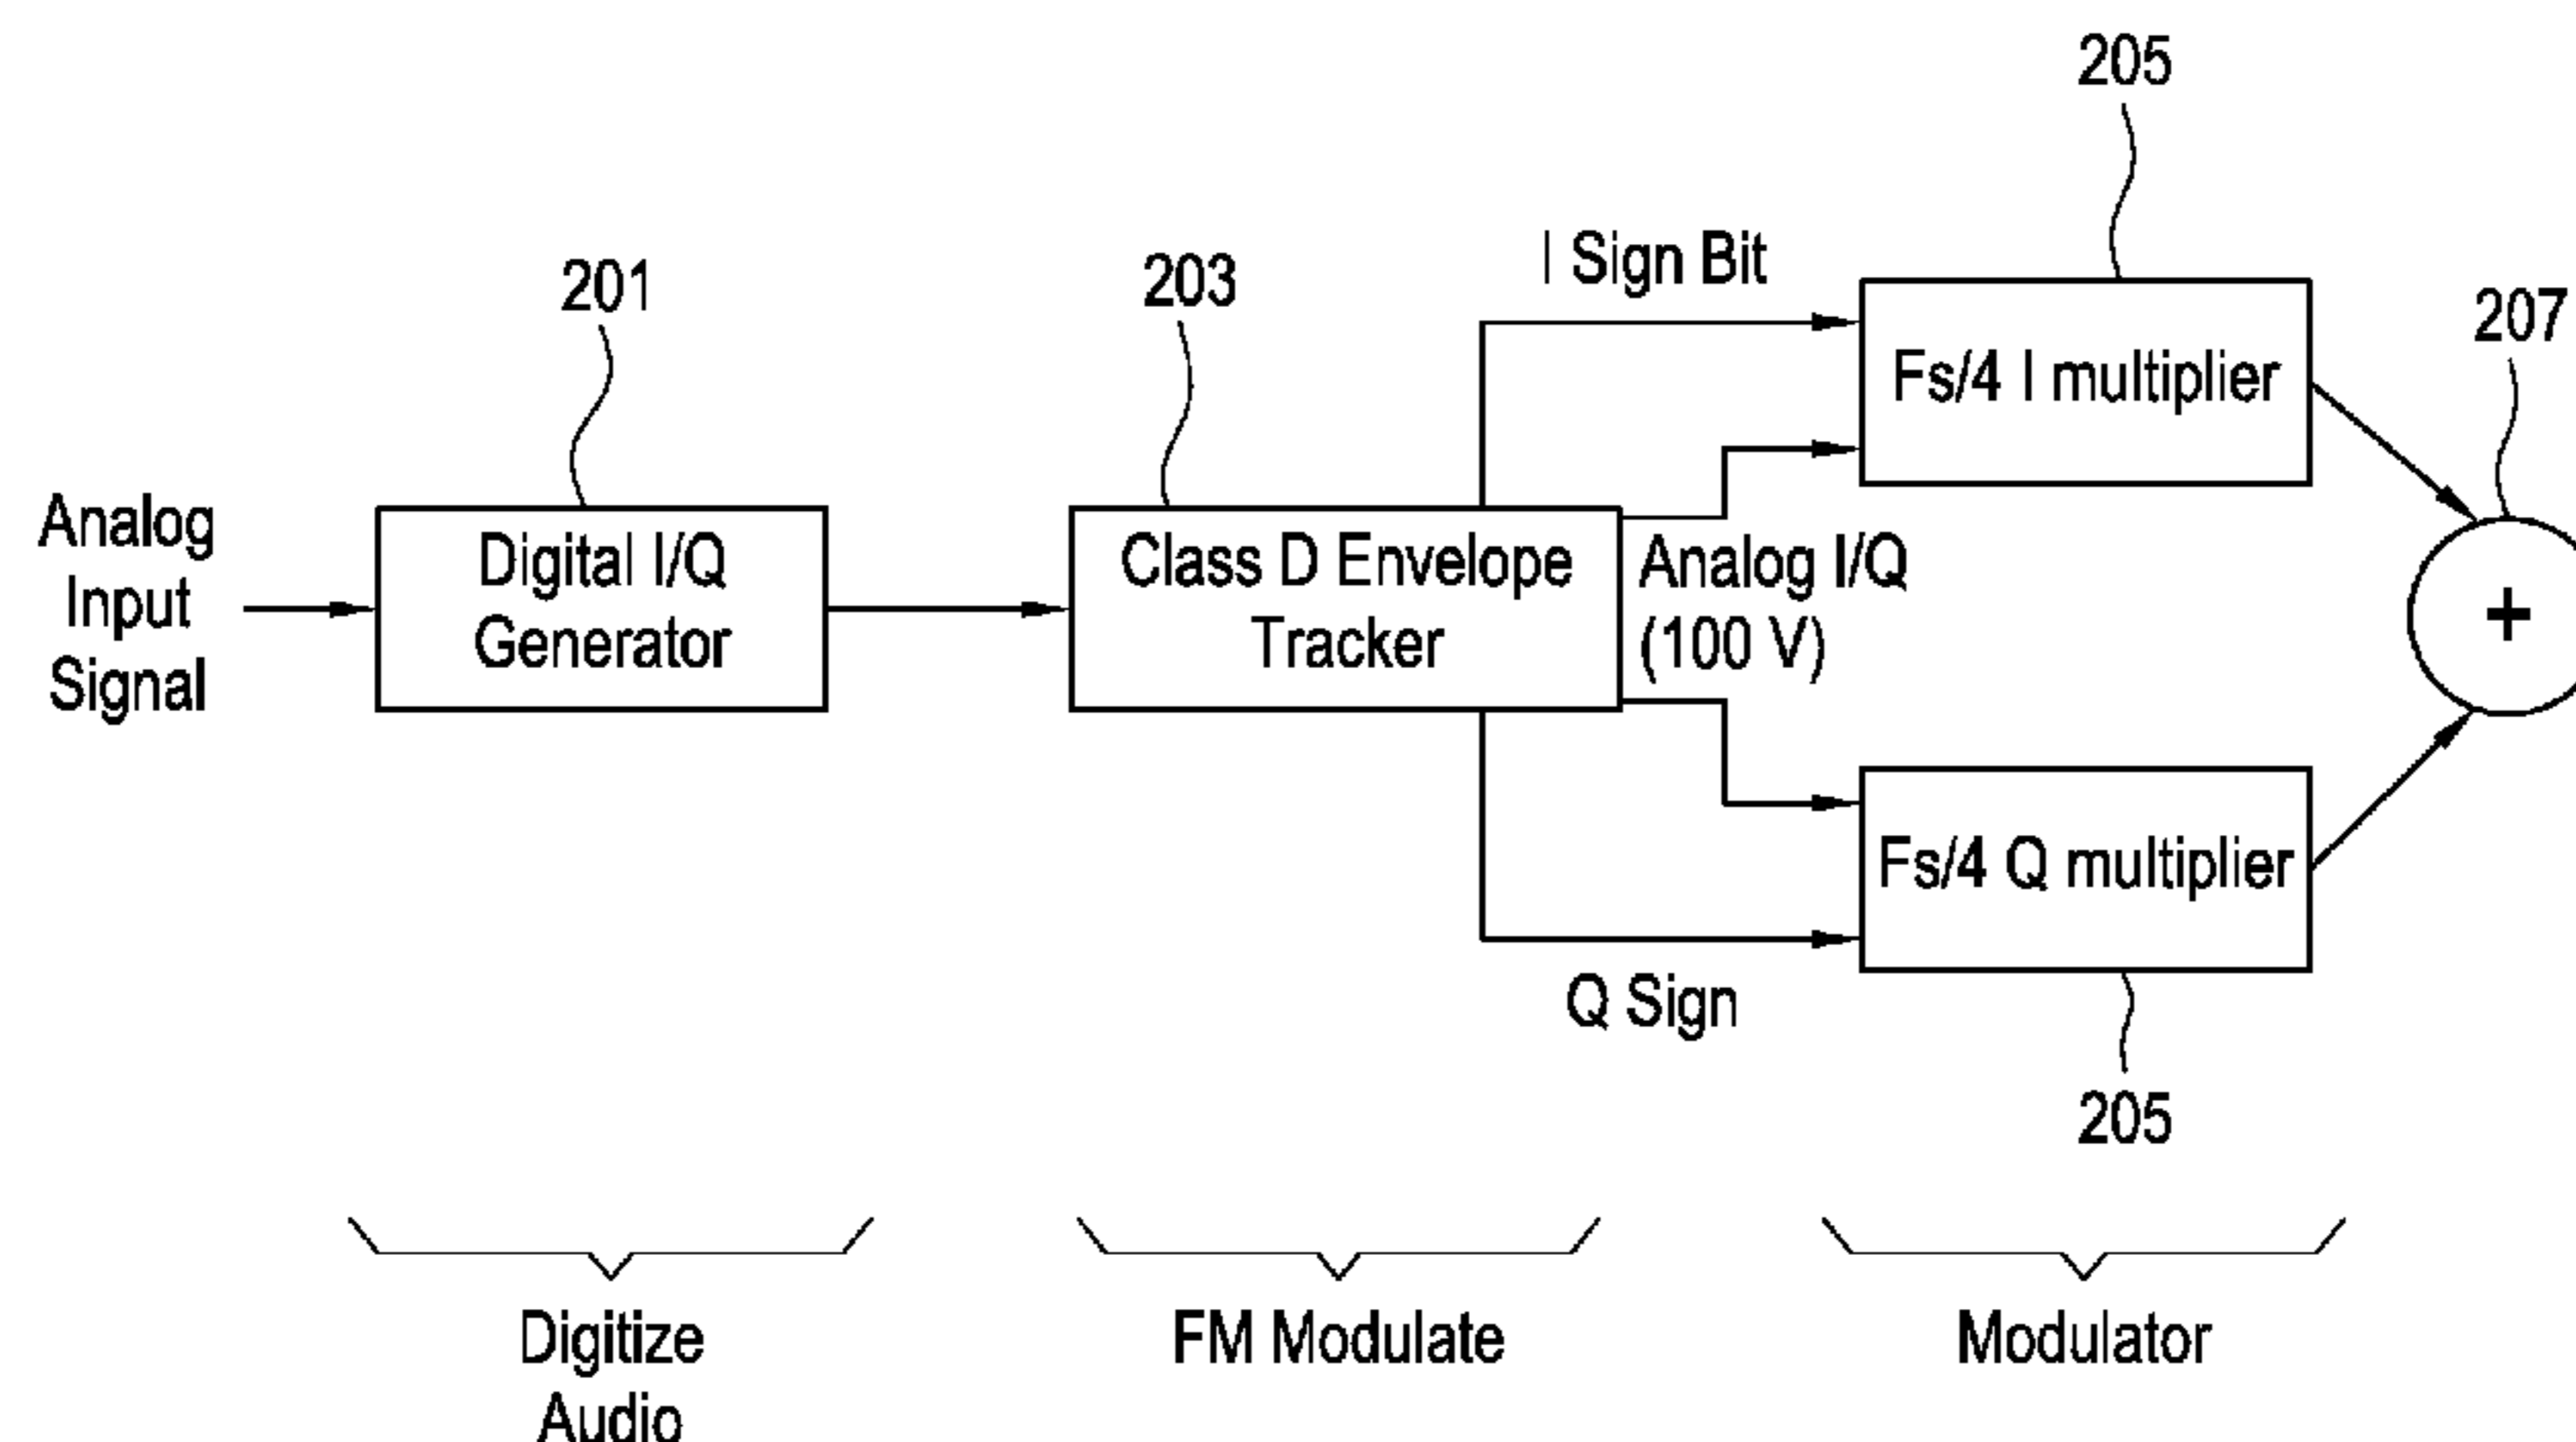 205
I Sign Bit
201
203
207
Fs/4 I multiplier
Analog
Input
Signal
Digital I/Q
Generator
Class D Envelope
Tracker
Analog I/Q
(100 V)
+
Fs/4 Q multiplier
Q Sign
205
Digitize
Audio
FM Modulate
Modulator